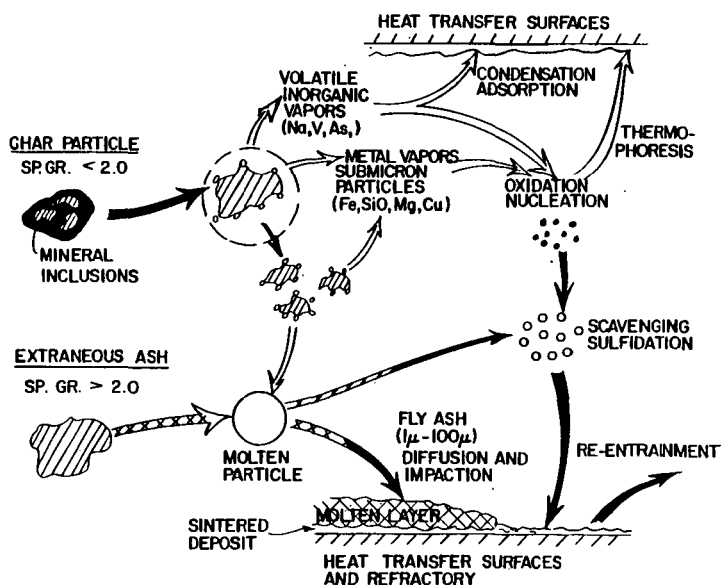 HEAT TRANSFER SURFACES
VOLATILE
INORGANIC
VAPORS
(Na,V,As,)
CONDENSATION
ADSORPTION
THERMO-
PHORESIS
CHAR PARTICLE
SP.GR. < 2.0
METAL VAPORS
SUBMICRON
PARTICLES
(Fe,SiO,Mg,Cu)
OXIDATION
NUCLEATION
MINERAL
INCLUSIONS
EXTRANEOUS ASH
SP. GR. > 2.0
SCAVENGING
SULFIDATION
MOLTEN
PARTICLE
FLY ASH
(1μ-100μ)
DIFFUSION AND
IMPACTION
RE-ENTRAINMENT
MOLTEN LAYER
SINTERED
DEPOSIT
HEAT TRANSFER SURFACES
AND REFRACTORY